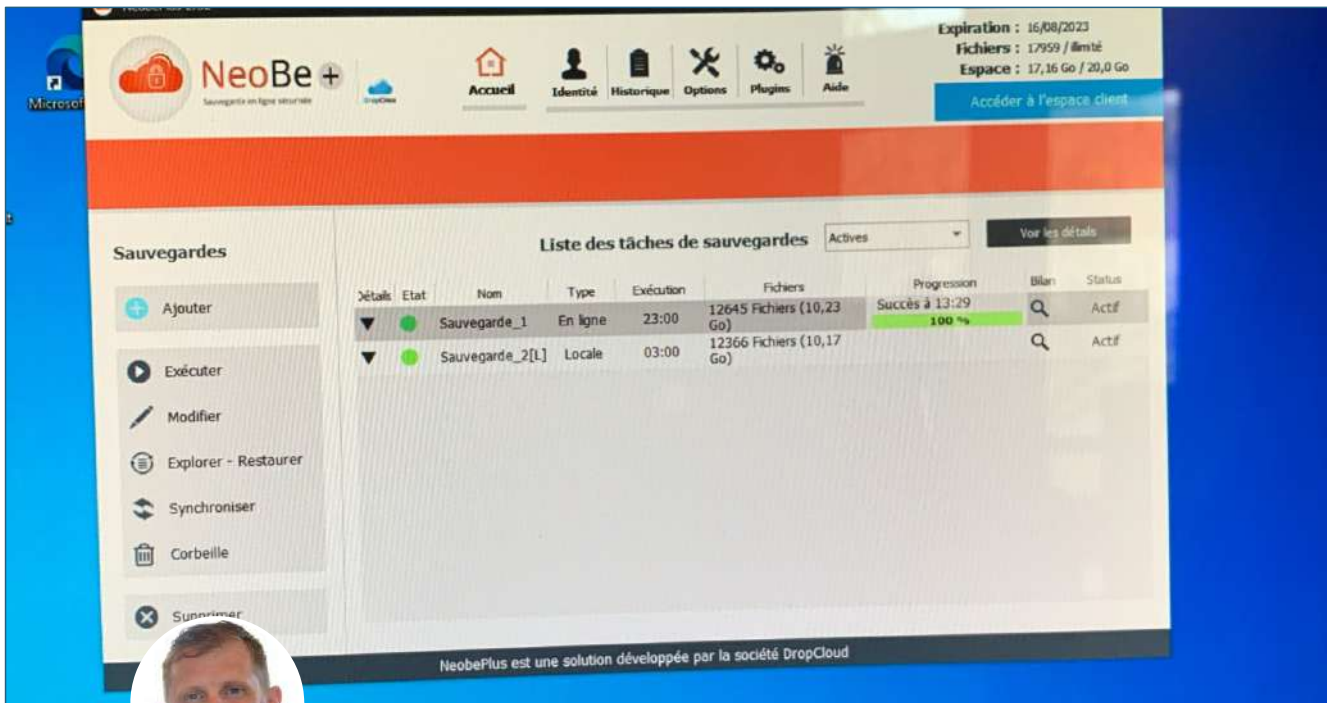 NeoBe +
Sauvegarde en ligne sécurisée
DropCloud
Accueil
Identité
Historique
Options
Plugins
Aide
Expiration : 16/08/2023
Fichiers : 17959 / illimité
Espace : 17,16 Go / 20,0 Go
Accéder à l'espace client
Microsof
Sauvegardes
Ajouter
Exécuter
Modifier
Explorer - Restaurer
Synchroniser
Corbeille
Supprimer
Liste des tâches de sauvegardes
Actives
Voir les détails
Détails Etat Nom Type Exécution Fichiers Progression Bilan Status
Sauvegarde_1 En ligne 23:00 12645 Fichiers (10,23 Go) Succès à 13:29 100 % Actif
Sauvegarde_2[L] Locale 03:00 12366 Fichiers (10,17 Go) Actif
NeobePlus est une solution développée par la société DropCloud